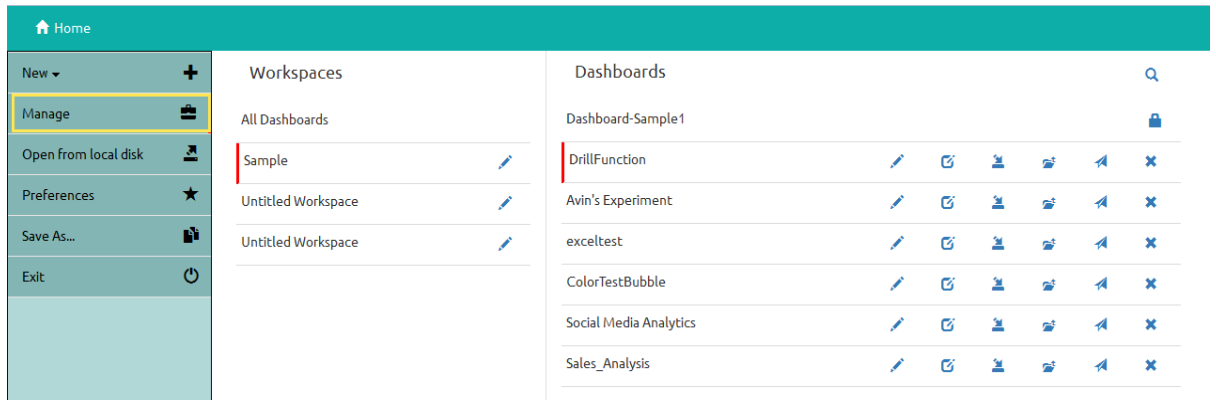 Home
New
Manage
Open from local disk
Preferences
Save As...
Exit
Workspaces
All Dashboards
Sample
Untitled Workspace
Untitled Workspace
Dashboards
Dashboard-Sample1
DrillFunction
Avin's Experiment
exceltest
ColorTestBubble
Social Media Analytics
Sales_Analysis